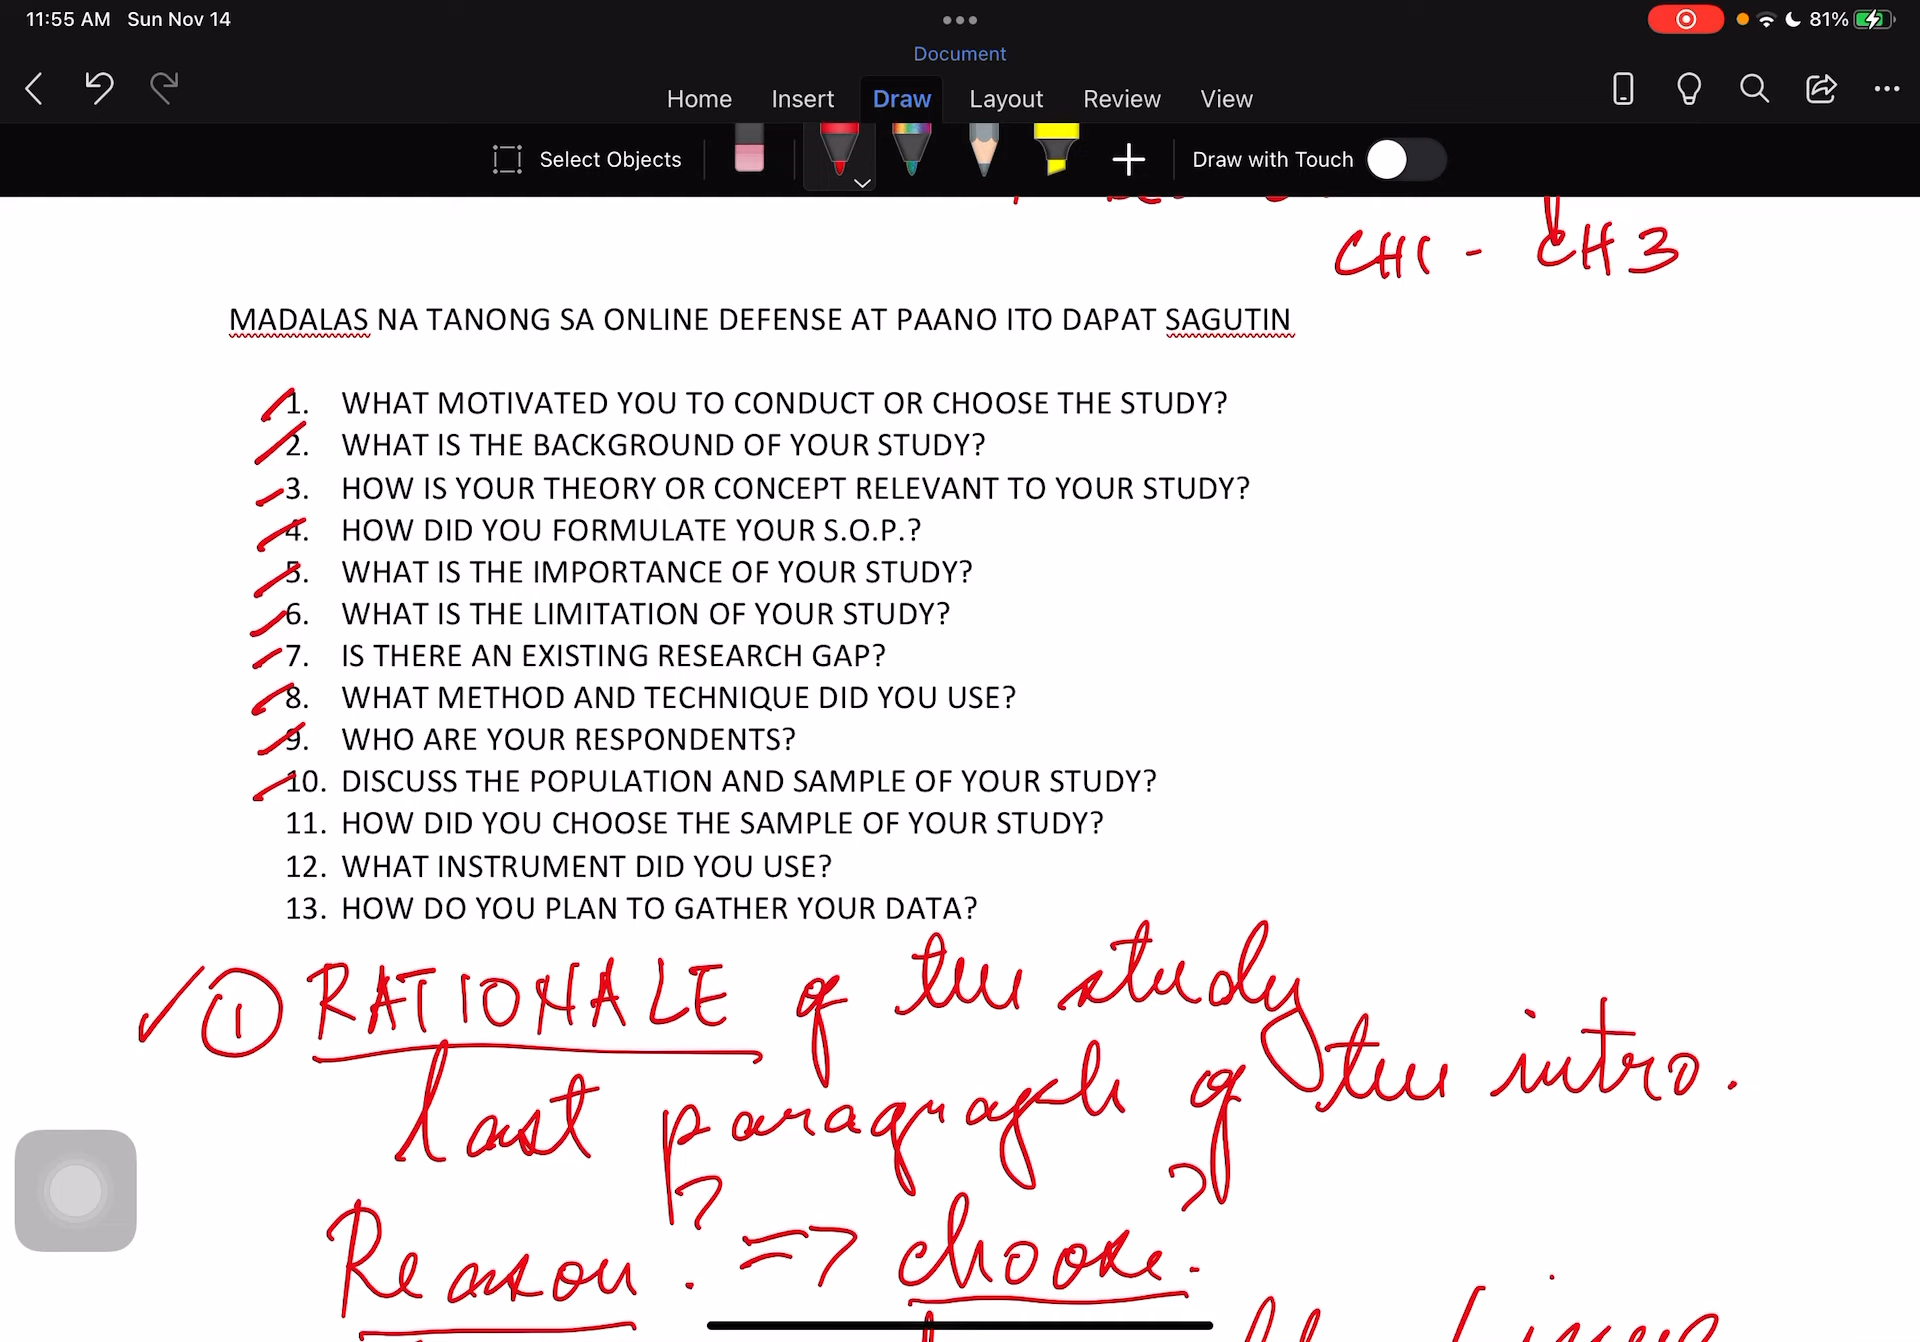 11:55 AM Sun Nov 14
81%
Document
Home Insert Draw Layout Review View
Select Objects
Draw with Touch
CH1 - CH3
MADALAS NA TANONG SA ONLINE DEFENSE AT PAANO ITO DAPAT SAGUTIN
1. WHAT MOTIVATED YOU TO CONDUCT OR CHOOSE THE STUDY?
2. WHAT IS THE BACKGROUND OF YOUR STUDY?
3. HOW IS YOUR THEORY OR CONCEPT RELEVANT TO YOUR STUDY?
4. HOW DID YOU FORMULATE YOUR S.O.P.?
5. WHAT IS THE IMPORTANCE OF YOUR STUDY?
6. WHAT IS THE LIMITATION OF YOUR STUDY?
7. IS THERE AN EXISTING RESEARCH GAP?
8. WHAT METHOD AND TECHNIQUE DID YOU USE?
9. WHO ARE YOUR RESPONDENTS?
10. DISCUSS THE POPULATION AND SAMPLE OF YOUR STUDY?
11. HOW DID YOU CHOOSE THE SAMPLE OF YOUR STUDY?
12. WHAT INSTRUMENT DID YOU USE?
13. HOW DO YOU PLAN TO GATHER YOUR DATA?
✓ ① RATIONALE of the study
last paragraph of the intro.
Reason. => choose.